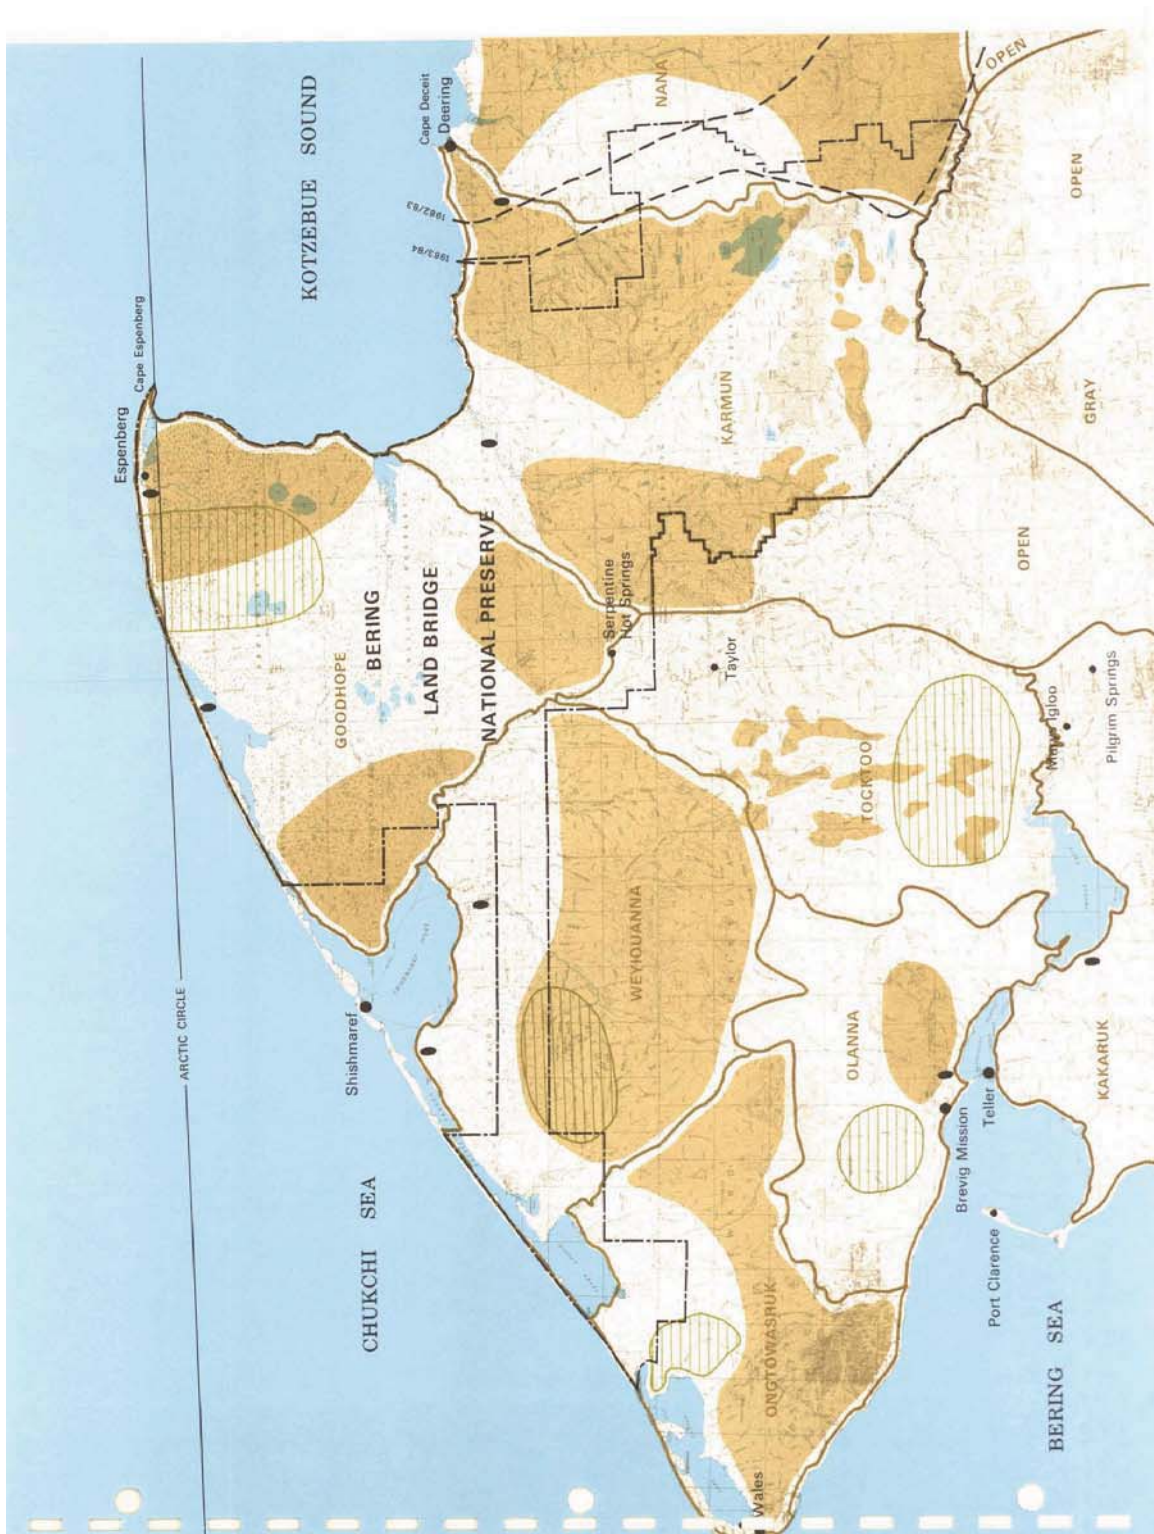 KOTZEBUE SOUND
CHUKCHI SEA
BERING SEA
ARCTIC CIRCLE
Cape Deceit
Deering
Cape Espenberg
Espenberg
1982/83
1983/84
NANA
OPEN
OPEN
KARMUN
GRAY
OPEN
GOODHOPE
BERING
LAND BRIDGE
NATIONAL PRESERVE
Serpentine
Hot Springs
Taylor
Pilgrim Springs
Igloo
TOCKTOO
WEYIOUANNA
Shishmaref
OLANNA
KAKARUK
Teller
Brevig Mission
Port Clarence
ONGTOWASRUK
Wales